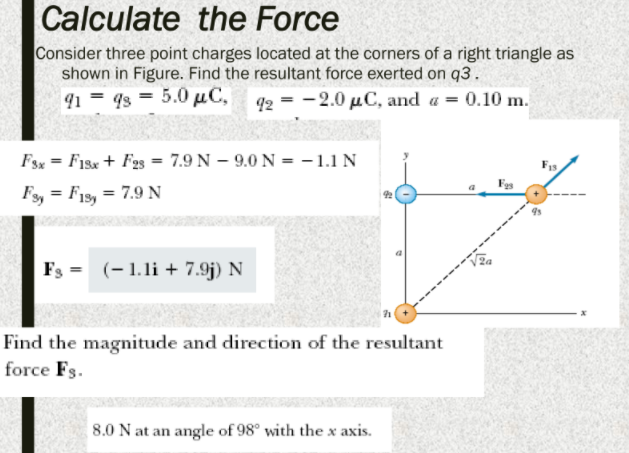 Calculate the Force
Consider three point charges located at the corners of a right triangle as
shown in Figure. Find the resultant force exerted on q3 .
q₁ = q₃ = 5.0 μC, q₂ = −2.0 μC, and a = 0.10 m.
F₃ₓ = F₁₃ₓ + F₂₃ = 7.9 N − 9.0 N = −1.1 N
F₃y = F₁₃y = 7.9 N
F₃ = (−1.1i + 7.9j) N
y
F₁₃
a F₂₃
q₂ − +
q₃
a
√2a
q₁ + x
Find the magnitude and direction of the resultant
force F₃.
8.0 N at an angle of 98° with the x axis.